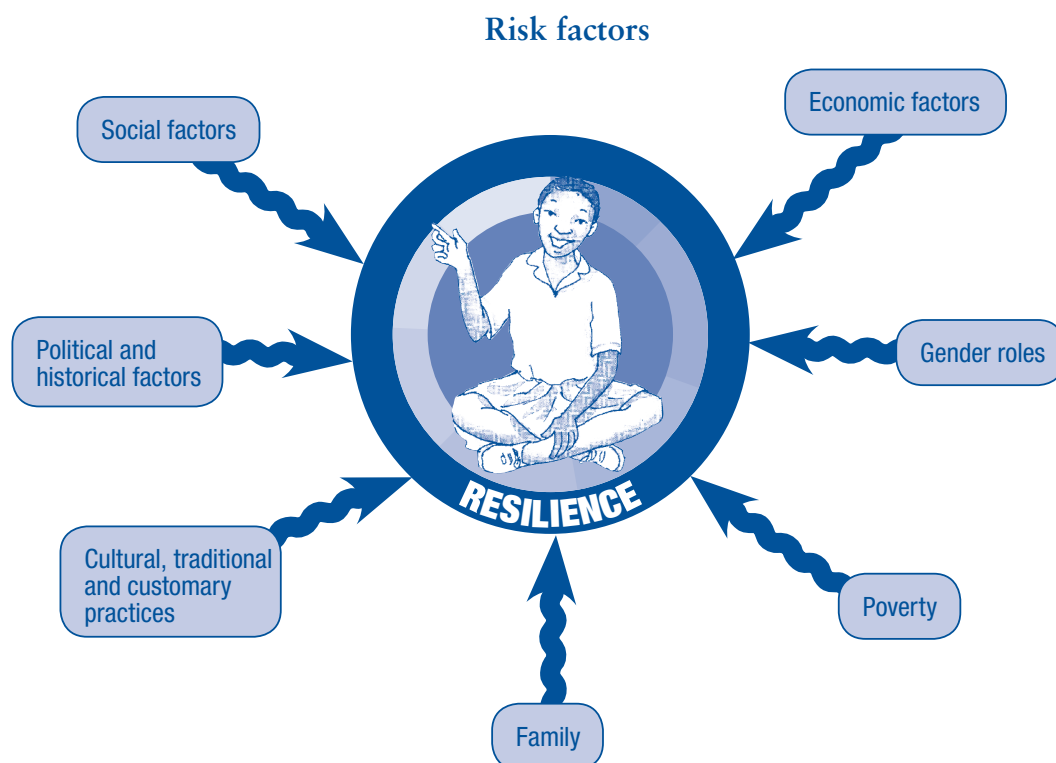 Risk factors
Social factors
Economic factors
Political and
historical factors
Gender roles
RESILIENCE
Cultural, traditional
and customary
practices
Poverty
Family